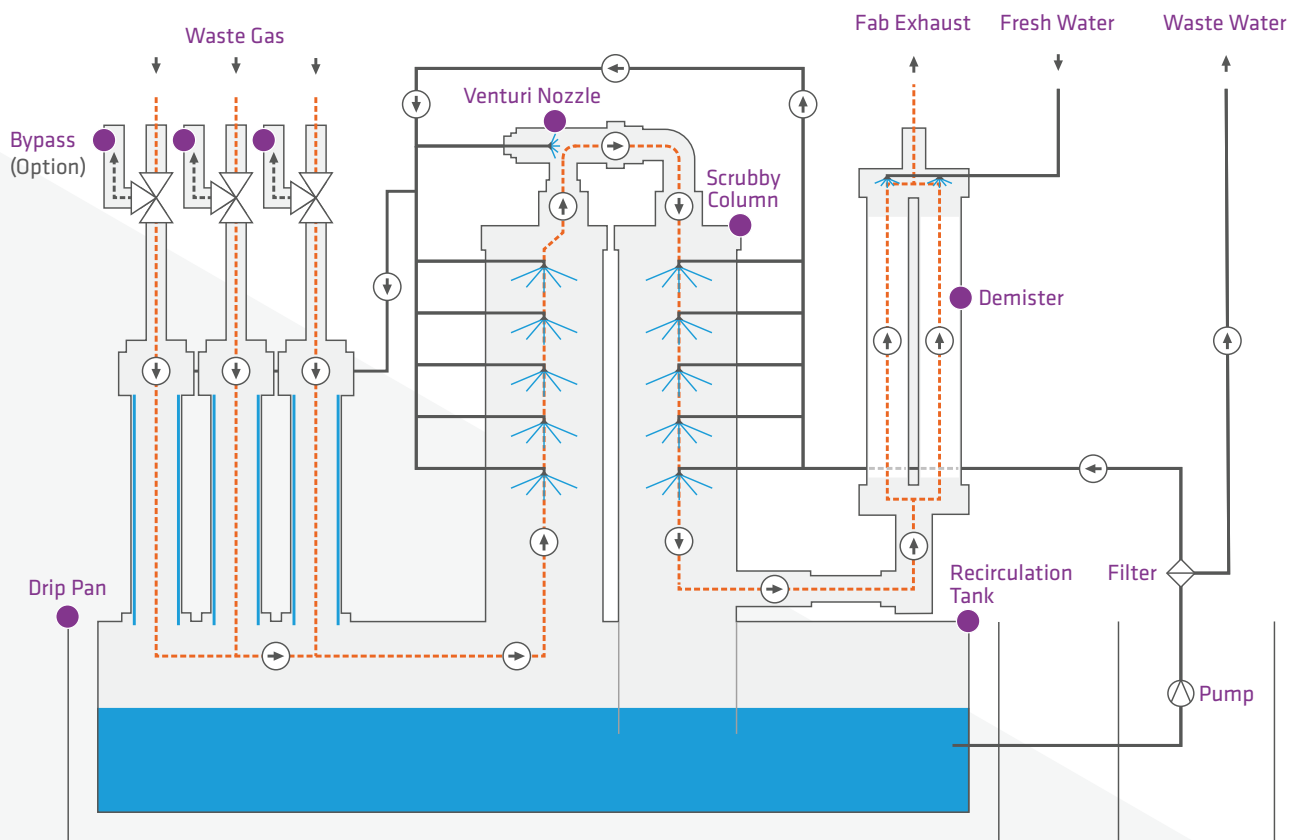 Waste Gas
Fab Exhaust
Fresh Water
Waste Water
Venturi Nozzle
Bypass
(Option)
Scrubby
Column
Demister
Drip Pan
Recirculation
Tank
Filter
Pump